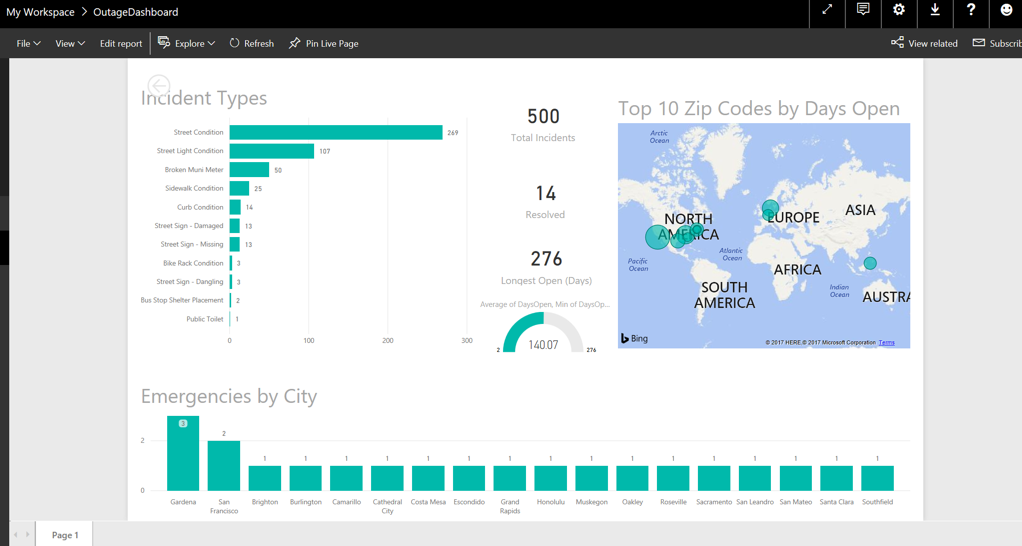 My Workspace > OutageDashboard
File View Edit report Explore Refresh Pin Live Page View related Subscrib
Incident Types
Street Condition 269
Street Light Condition 107
Broken Muni Meter 50
Sidewalk Condition 25
Curb Condition 14
Street Sign - Damaged 13
Street Sign - Missing 13
Bike Rack Condition 3
Street Sign - Dangling 3
Bus Stop Shelter Placement 2
Public Toilet 1
0 100 200 300
500
Total Incidents
14
Resolved
276
Longest Open (Days)
Average of DaysOpen, Min of DaysOp...
140.07
2 276
Top 10 Zip Codes by Days Open
Arctic
Ocean
NORTH
AMERICA
EUROPE
ASIA
Pacific
Ocean
Atlantic
Ocean
AFRICA
SOUTH
AMERICA
Indian
Ocean
AUSTRA
Bing
© 2017 HERE © 2017 Microsoft Corporation Terms
Emergencies by City
2
0
3 2 1 1 1 1 1 1 1 1 1 1 1 1 1 1 1 1
Gardena
San
Francisco
Brighton
Burlington
Camarillo
Cathedral
City
Costa Mesa
Escondido
Grand
Rapids
Honolulu
Muskegon
Oakley
Roseville
Sacramento
San Leandro
San Mateo
Santa Clara
Southfield
Page 1